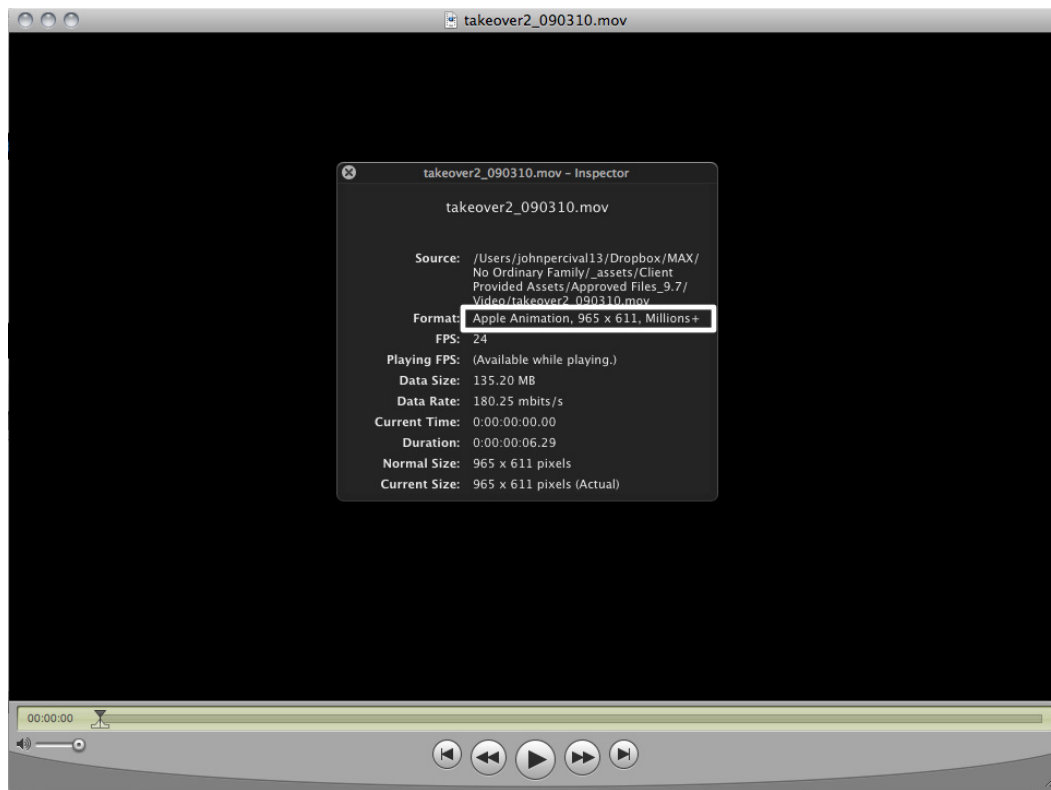 takeover2_090310.mov
takeover2_090310.mov – Inspector
takeover2_090310.mov
Source: /Users/johnpercival13/Dropbox/MAX/
No Ordinary Family/_assets/Client
Provided Assets/Approved Files_9.7/
Video/takeover2_090310.mov
Format: Apple Animation, 965 x 611, Millions+
FPS: 24
Playing FPS: (Available while playing.)
Data Size: 135.20 MB
Data Rate: 180.25 mbits/s
Current Time: 0:00:00:00.00
Duration: 0:00:00:06.29
Normal Size: 965 x 611 pixels
Current Size: 965 x 611 pixels (Actual)
00:00:00